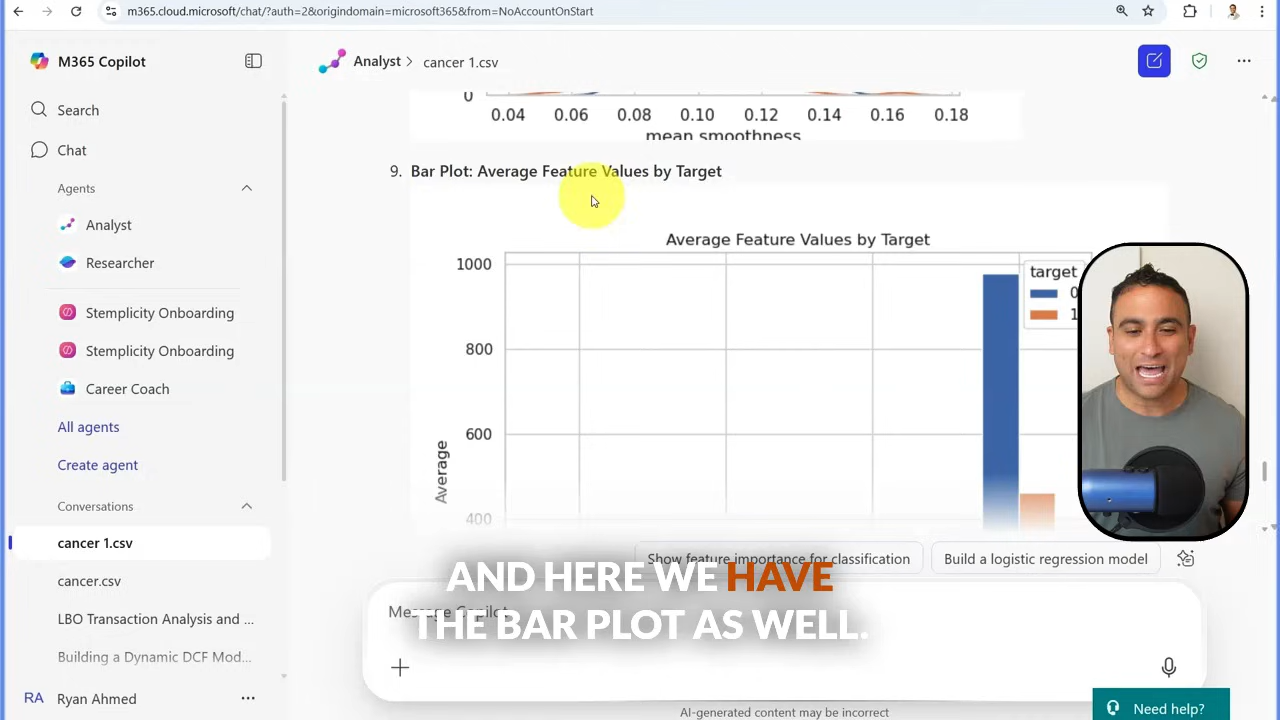 m365.cloud.microsoft/chat/?auth=2&origindomain=microsoft365&from=NoAccountOnStart
M365 Copilot
Search
Chat
Agents
Analyst
Researcher
Stemplicity Onboarding
Stemplicity Onboarding
Career Coach
All agents
Create agent
Conversations
cancer 1.csv
cancer.csv
LBO Transaction Analysis and ...
Building a Dynamic DCF Mod...
RA Ryan Ahmed
Analyst > cancer 1.csv
0
0.04 0.06 0.08 0.10 0.12 0.14 0.16 0.18
mean smoothness
9. Bar Plot: Average Feature Values by Target
Average Feature Values by Target
1000
800
600
400
Average
target
0
1
Show feature importance for classification
Build a logistic regression model
AND HERE WE HAVE
THE BAR PLOT AS WELL.
Message Copilot
AI-generated content may be incorrect
Need help?